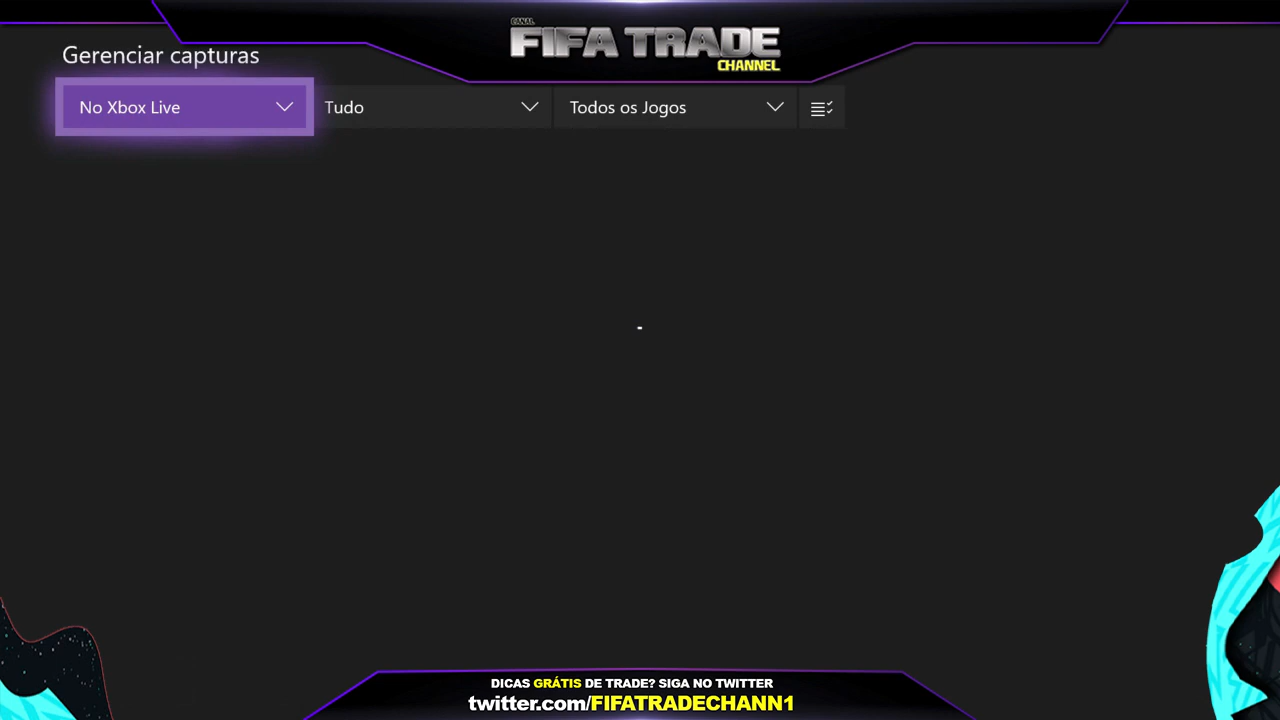 CANAL
FIFA TRADE
CHANNEL
Gerenciar capturas
No Xbox Live
Tudo
Todos os Jogos
DICAS GRÁTIS DE TRADE? SIGA NO TWITTER
twitter.com/FIFATRADECHANN1